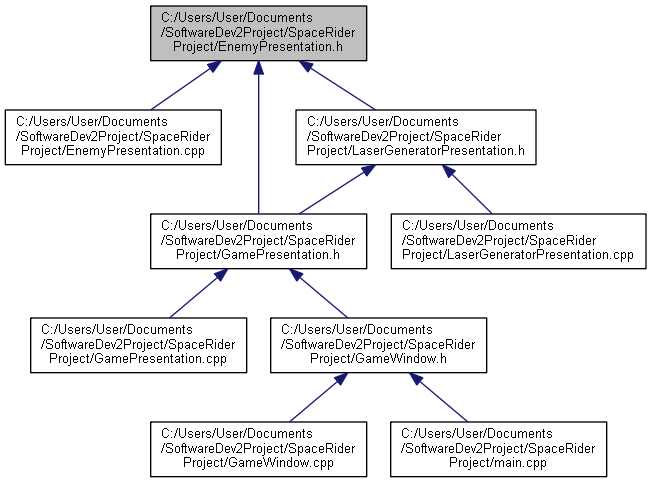 C:/Users/User/Documents
/SoftwareDev2Project/SpaceRider
Project/EnemyPresentation.h
C:/Users/User/Documents
/SoftwareDev2Project/SpaceRider
Project/EnemyPresentation.cpp
C:/Users/User/Documents
/SoftwareDev2Project/SpaceRider
Project/LaserGeneratorPresentation.h
C:/Users/User/Documents
/SoftwareDev2Project/SpaceRider
Project/GamePresentation.h
C:/Users/User/Documents
/SoftwareDev2Project/SpaceRider
Project/LaserGeneratorPresentation.cpp
C:/Users/User/Documents
/SoftwareDev2Project/SpaceRider
Project/GamePresentation.cpp
C:/Users/User/Documents
/SoftwareDev2Project/SpaceRider
Project/GameWindow.h
C:/Users/User/Documents
/SoftwareDev2Project/SpaceRider
Project/GameWindow.cpp
C:/Users/User/Documents
/SoftwareDev2Project/SpaceRider
Project/main.cpp